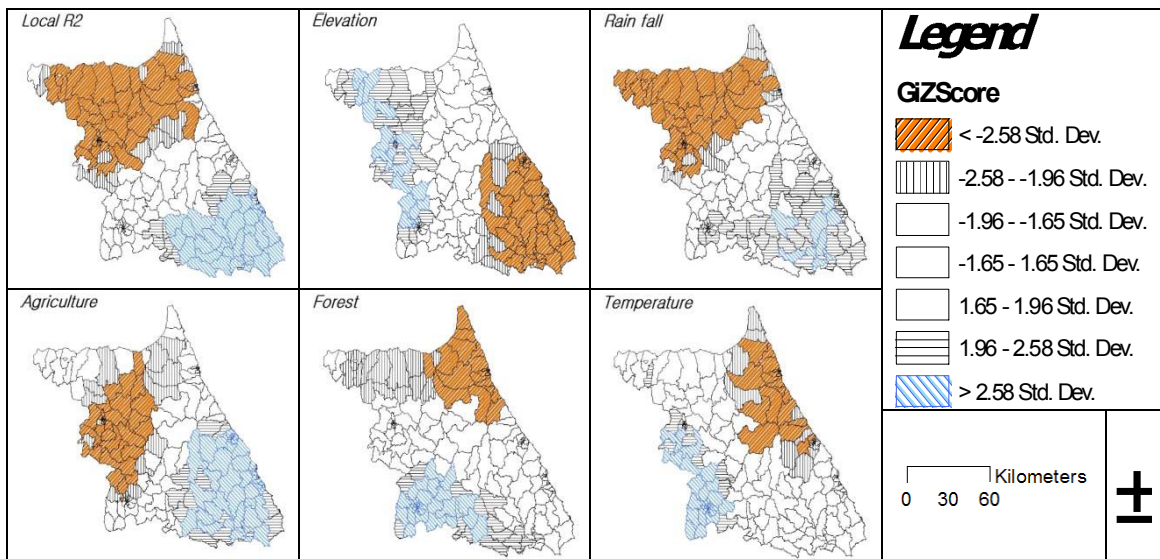 Local R2
Elevation
Rain fall
Legend
GiZScore
< -2.58 Std. Dev.
-2.58 - -1.96 Std. Dev.
-1.96 - -1.65 Std. Dev.
-1.65 - 1.65 Std. Dev.
1.65 - 1.96 Std. Dev.
1.96 - 2.58 Std. Dev.
> 2.58 Std. Dev.
Agriculture
Forest
Temperature
Kilometers
0 30 60
±